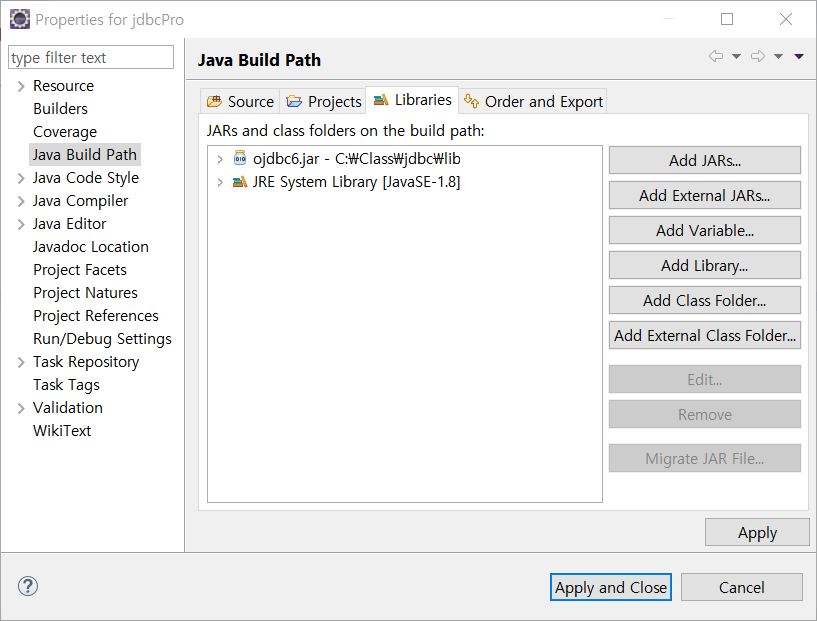 Properties for jdbcPro
type filter text
Resource
Builders
Coverage
Java Build Path
Java Code Style
Java Compiler
Java Editor
Javadoc Location
Project Facets
Project Natures
Project References
Run/Debug Settings
Task Repository
Task Tags
Validation
WikiText
Java Build Path
Source Projects Libraries Order and Export
JARs and class folders on the build path:
ojdbc6.jar - C:₩Class₩jdbc₩lib
JRE System Library [JavaSE-1.8]
Add JARs...
Add External JARs...
Add Variable...
Add Library...
Add Class Folder...
Add External Class Folder...
Edit...
Remove
Migrate JAR File...
Apply
Apply and Close Cancel